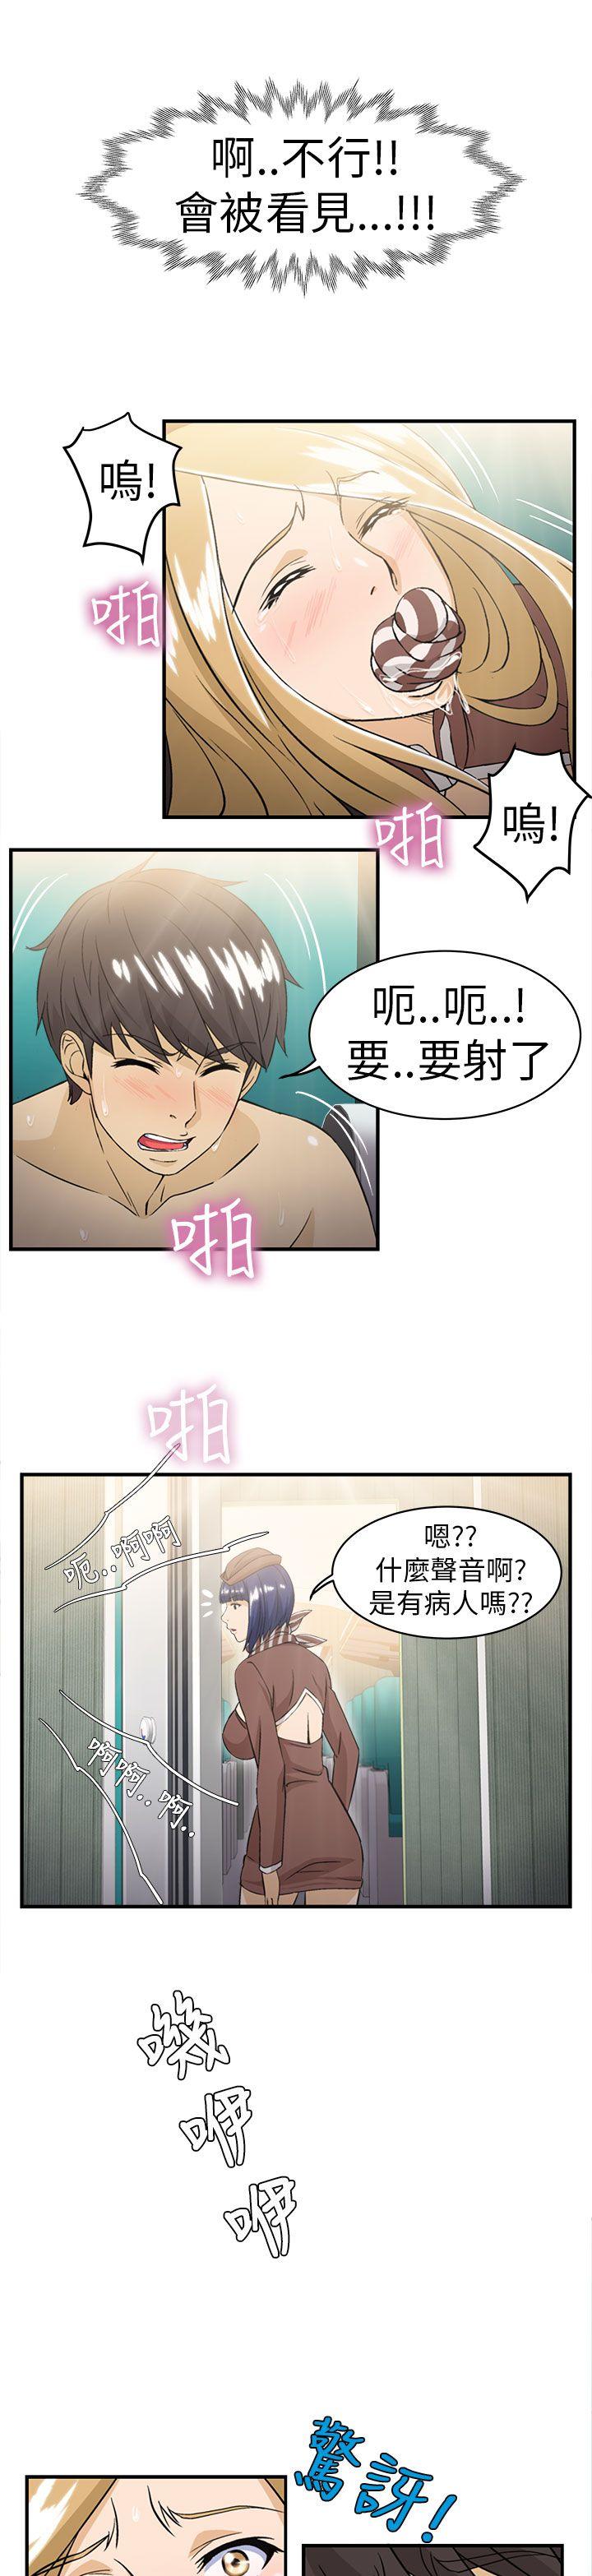 啊..不行!!
會被看見...!!!
嗚!
啪
啪
嗚!
呃..呃..!
要..要射了
啪
啪
嗯??
什麼聲音啊?
是有病人嗎??
呃..啊啊
啊啊..啊..
嘰
咿
咿
驚訝!